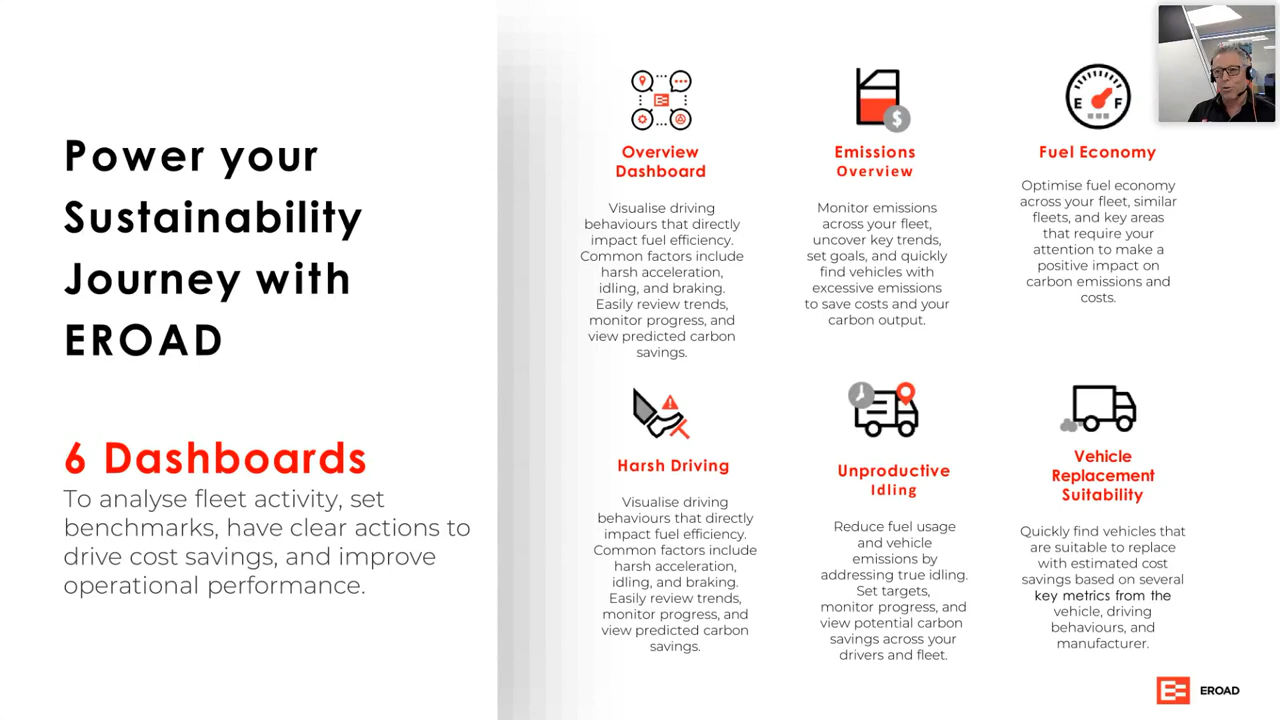 Power your
Sustainability
Journey with
EROAD
6 Dashboards
To analyse fleet activity, set
benchmarks, have clear actions to
drive cost savings, and improve
operational performance.
Overview
Dashboard
Visualise driving
behaviours that directly
impact fuel efficiency.
Common factors include
harsh acceleration,
idling, and braking.
Easily review trends,
monitor progress, and
view predicted carbon
savings.
$
Emissions
Overview
Monitor emissions
across your fleet,
uncover key trends,
set goals, and quickly
find vehicles with
excessive emissions
to save costs and your
carbon output.
E F
Fuel Economy
Optimise fuel economy
across your fleet, similar
fleets, and key areas
that require your
attention to make a
positive impact on
carbon emissions and
costs.
Harsh Driving
Visualise driving
behaviours that directly
impact fuel efficiency.
Common factors include
harsh acceleration,
idling, and braking.
Easily review trends,
monitor progress, and
view predicted carbon
savings.
Unproductive
Idling
Reduce fuel usage
and vehicle
emissions by
addressing true idling.
Set targets,
monitor progress, and
view potential carbon
savings across your
drivers and fleet.
Vehicle
Replacement
Suitability
Quickly find vehicles that
are suitable to replace
with estimated cost
savings based on several
key metrics from the
vehicle, driving
behaviours, and
manufacturer.
EROAD